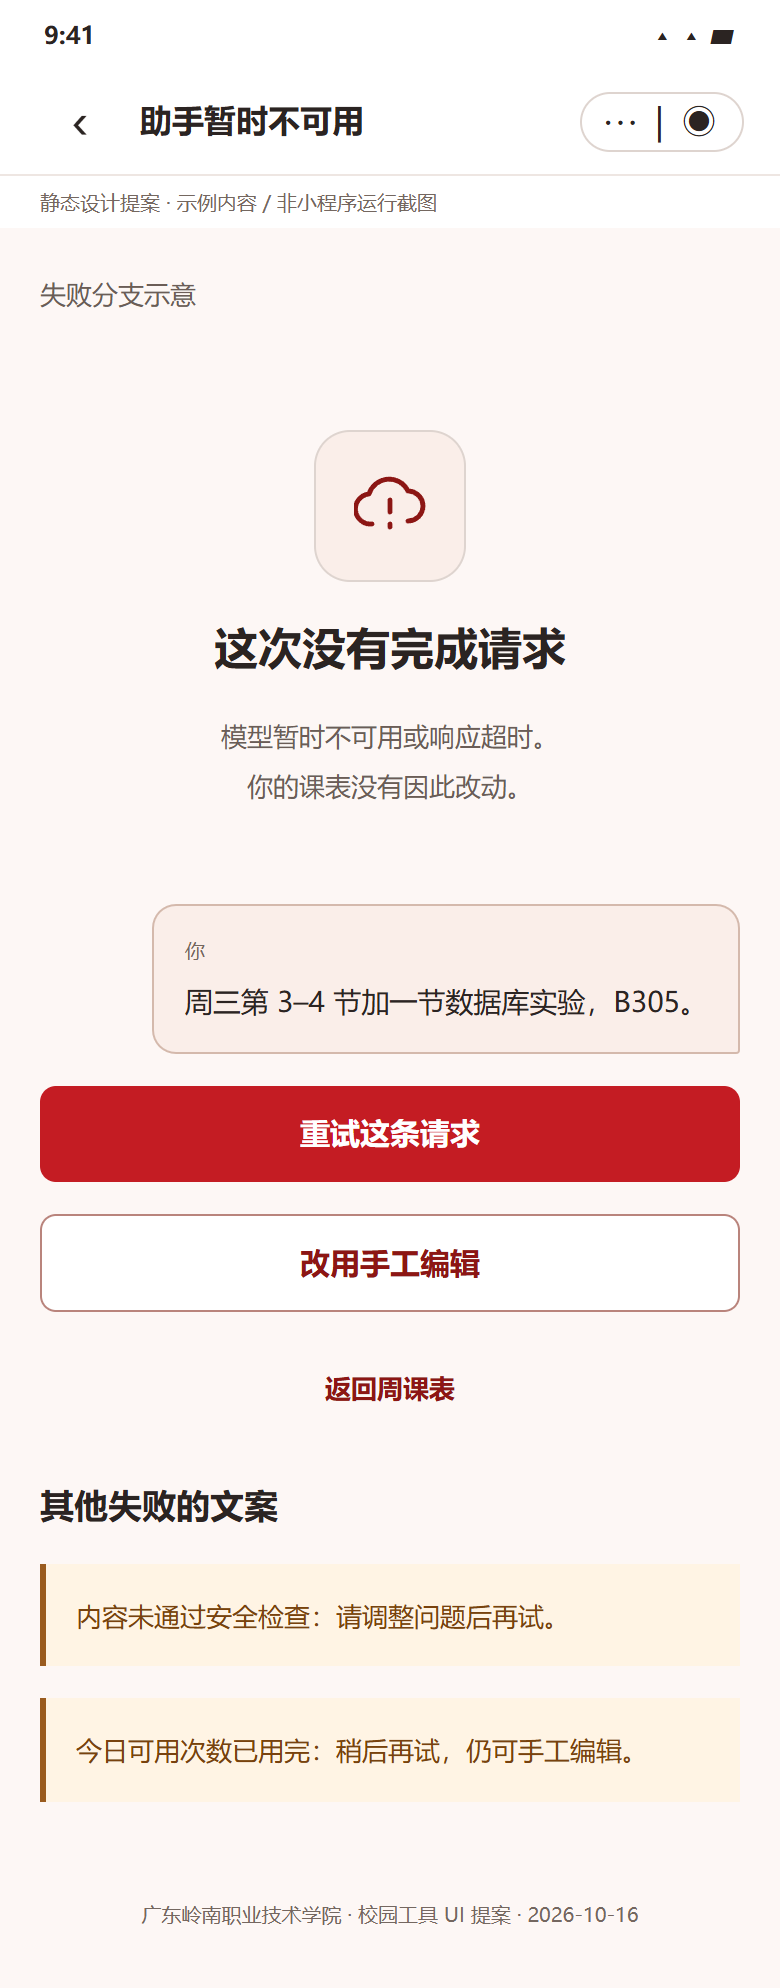 9:41
助手暂时不可用
静态设计提案 · 示例内容 / 非小程序运行截图
失败分支示意
这次没有完成请求
模型暂时不可用或响应超时。
你的课表没有因此改动。
你
周三第 3–4 节加一节数据库实验，B305。
重试这条请求
改用手工编辑
返回周课表
其他失败的文案
内容未通过安全检查：请调整问题后再试。
今日可用次数已用完：稍后再试，仍可手工编辑。
广东岭南职业技术学院 · 校园工具 UI 提案 · 2026-10-16